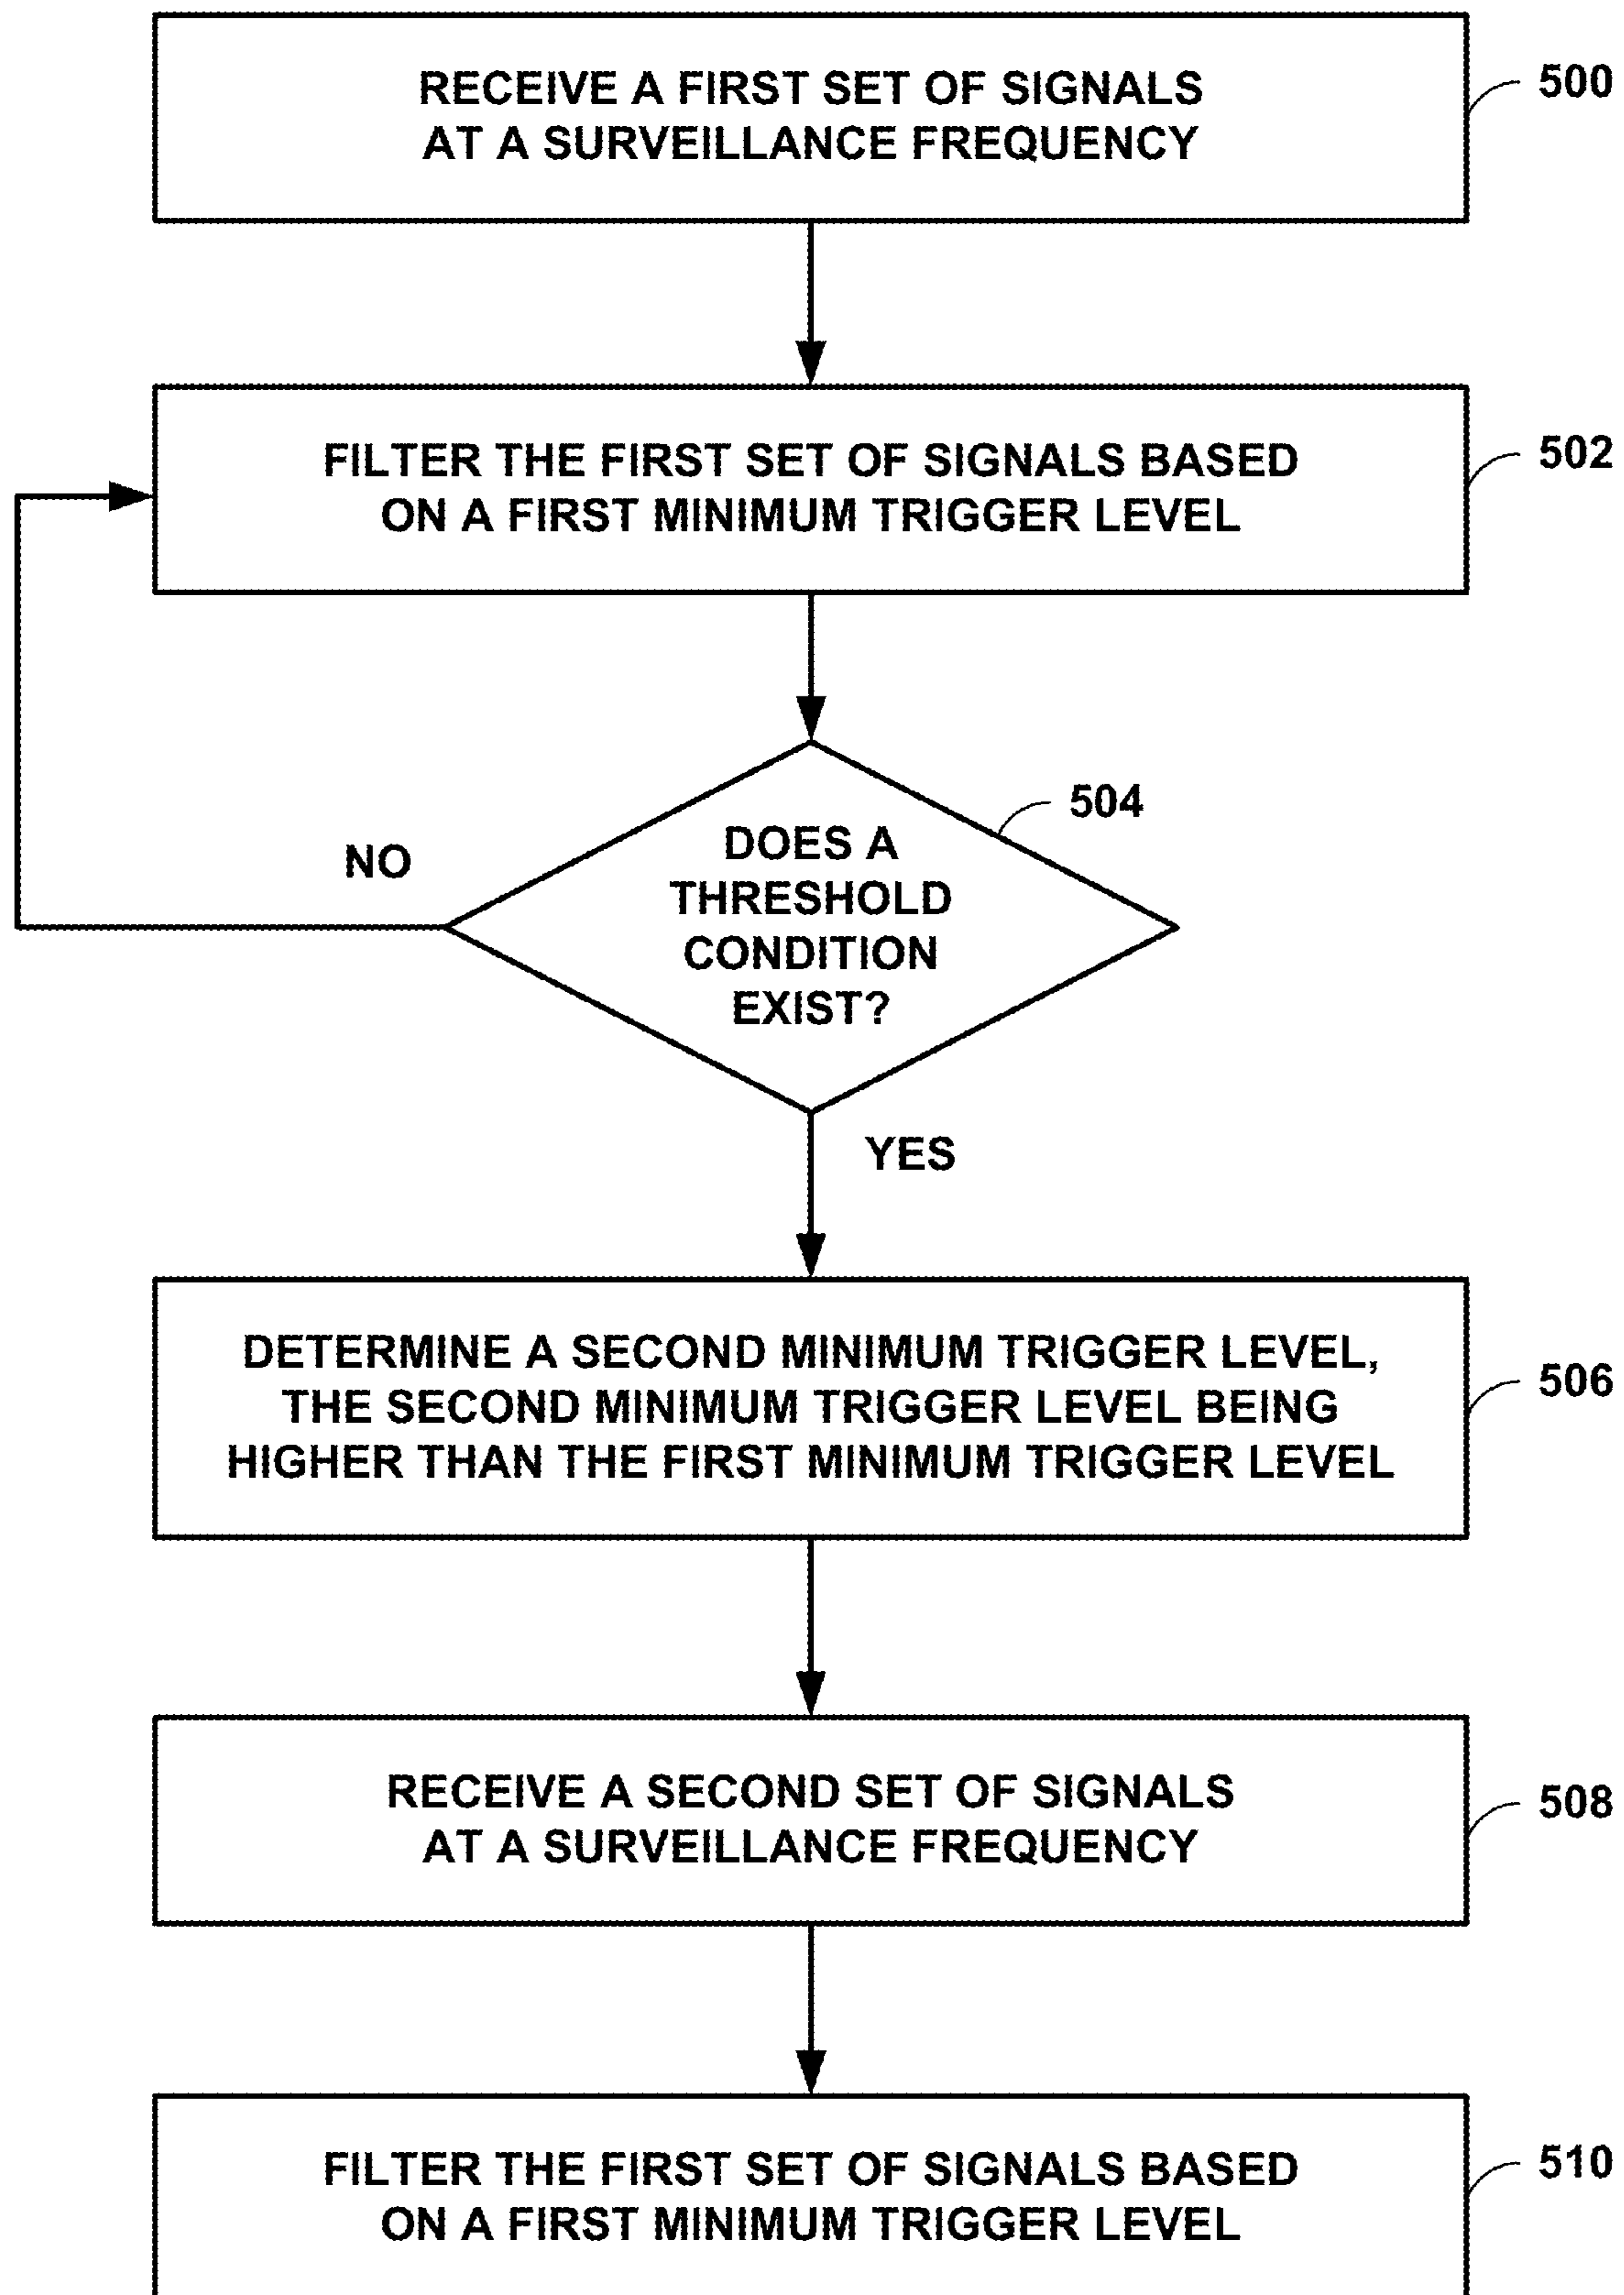 RECEIVE A FIRST SET OF SIGNALS
AT A SURVEILLANCE FREQUENCY
500
FILTER THE FIRST SET OF SIGNALS BASED
ON A FIRST MINIMUM TRIGGER LEVEL
502
504
DOES A
THRESHOLD
CONDITION
EXIST?
NO
YES
DETERMINE A SECOND MINIMUM TRIGGER LEVEL,
THE SECOND MINIMUM TRIGGER LEVEL BEING
HIGHER THAN THE FIRST MINIMUM TRIGGER LEVEL
506
RECEIVE A SECOND SET OF SIGNALS
AT A SURVEILLANCE FREQUENCY
508
FILTER THE FIRST SET OF SIGNALS BASED
ON A FIRST MINIMUM TRIGGER LEVEL
510